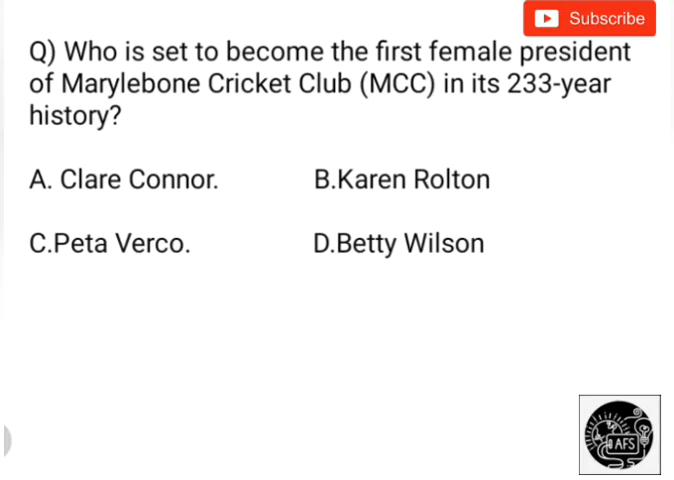 Subscribe
Q) Who is set to become the first female president
of Marylebone Cricket Club (MCC) in its 233-year
history?
A. Clare Connor.
B.Karen Rolton
C.Peta Verco.
D.Betty Wilson
AFS